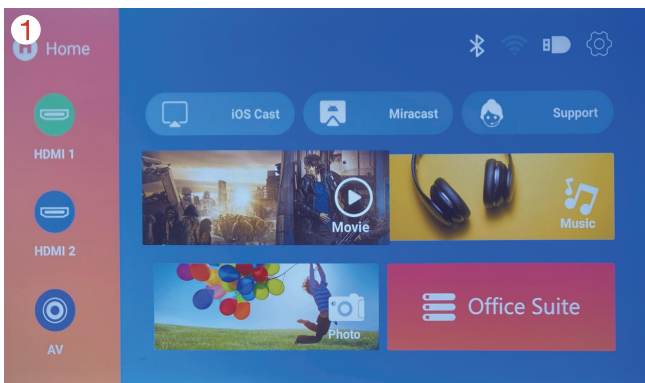 1
Home
iOS Cast
Miracast
Support
HDMI 1
Movie
Music
HDMI 2
Office Suite
Photo
AV